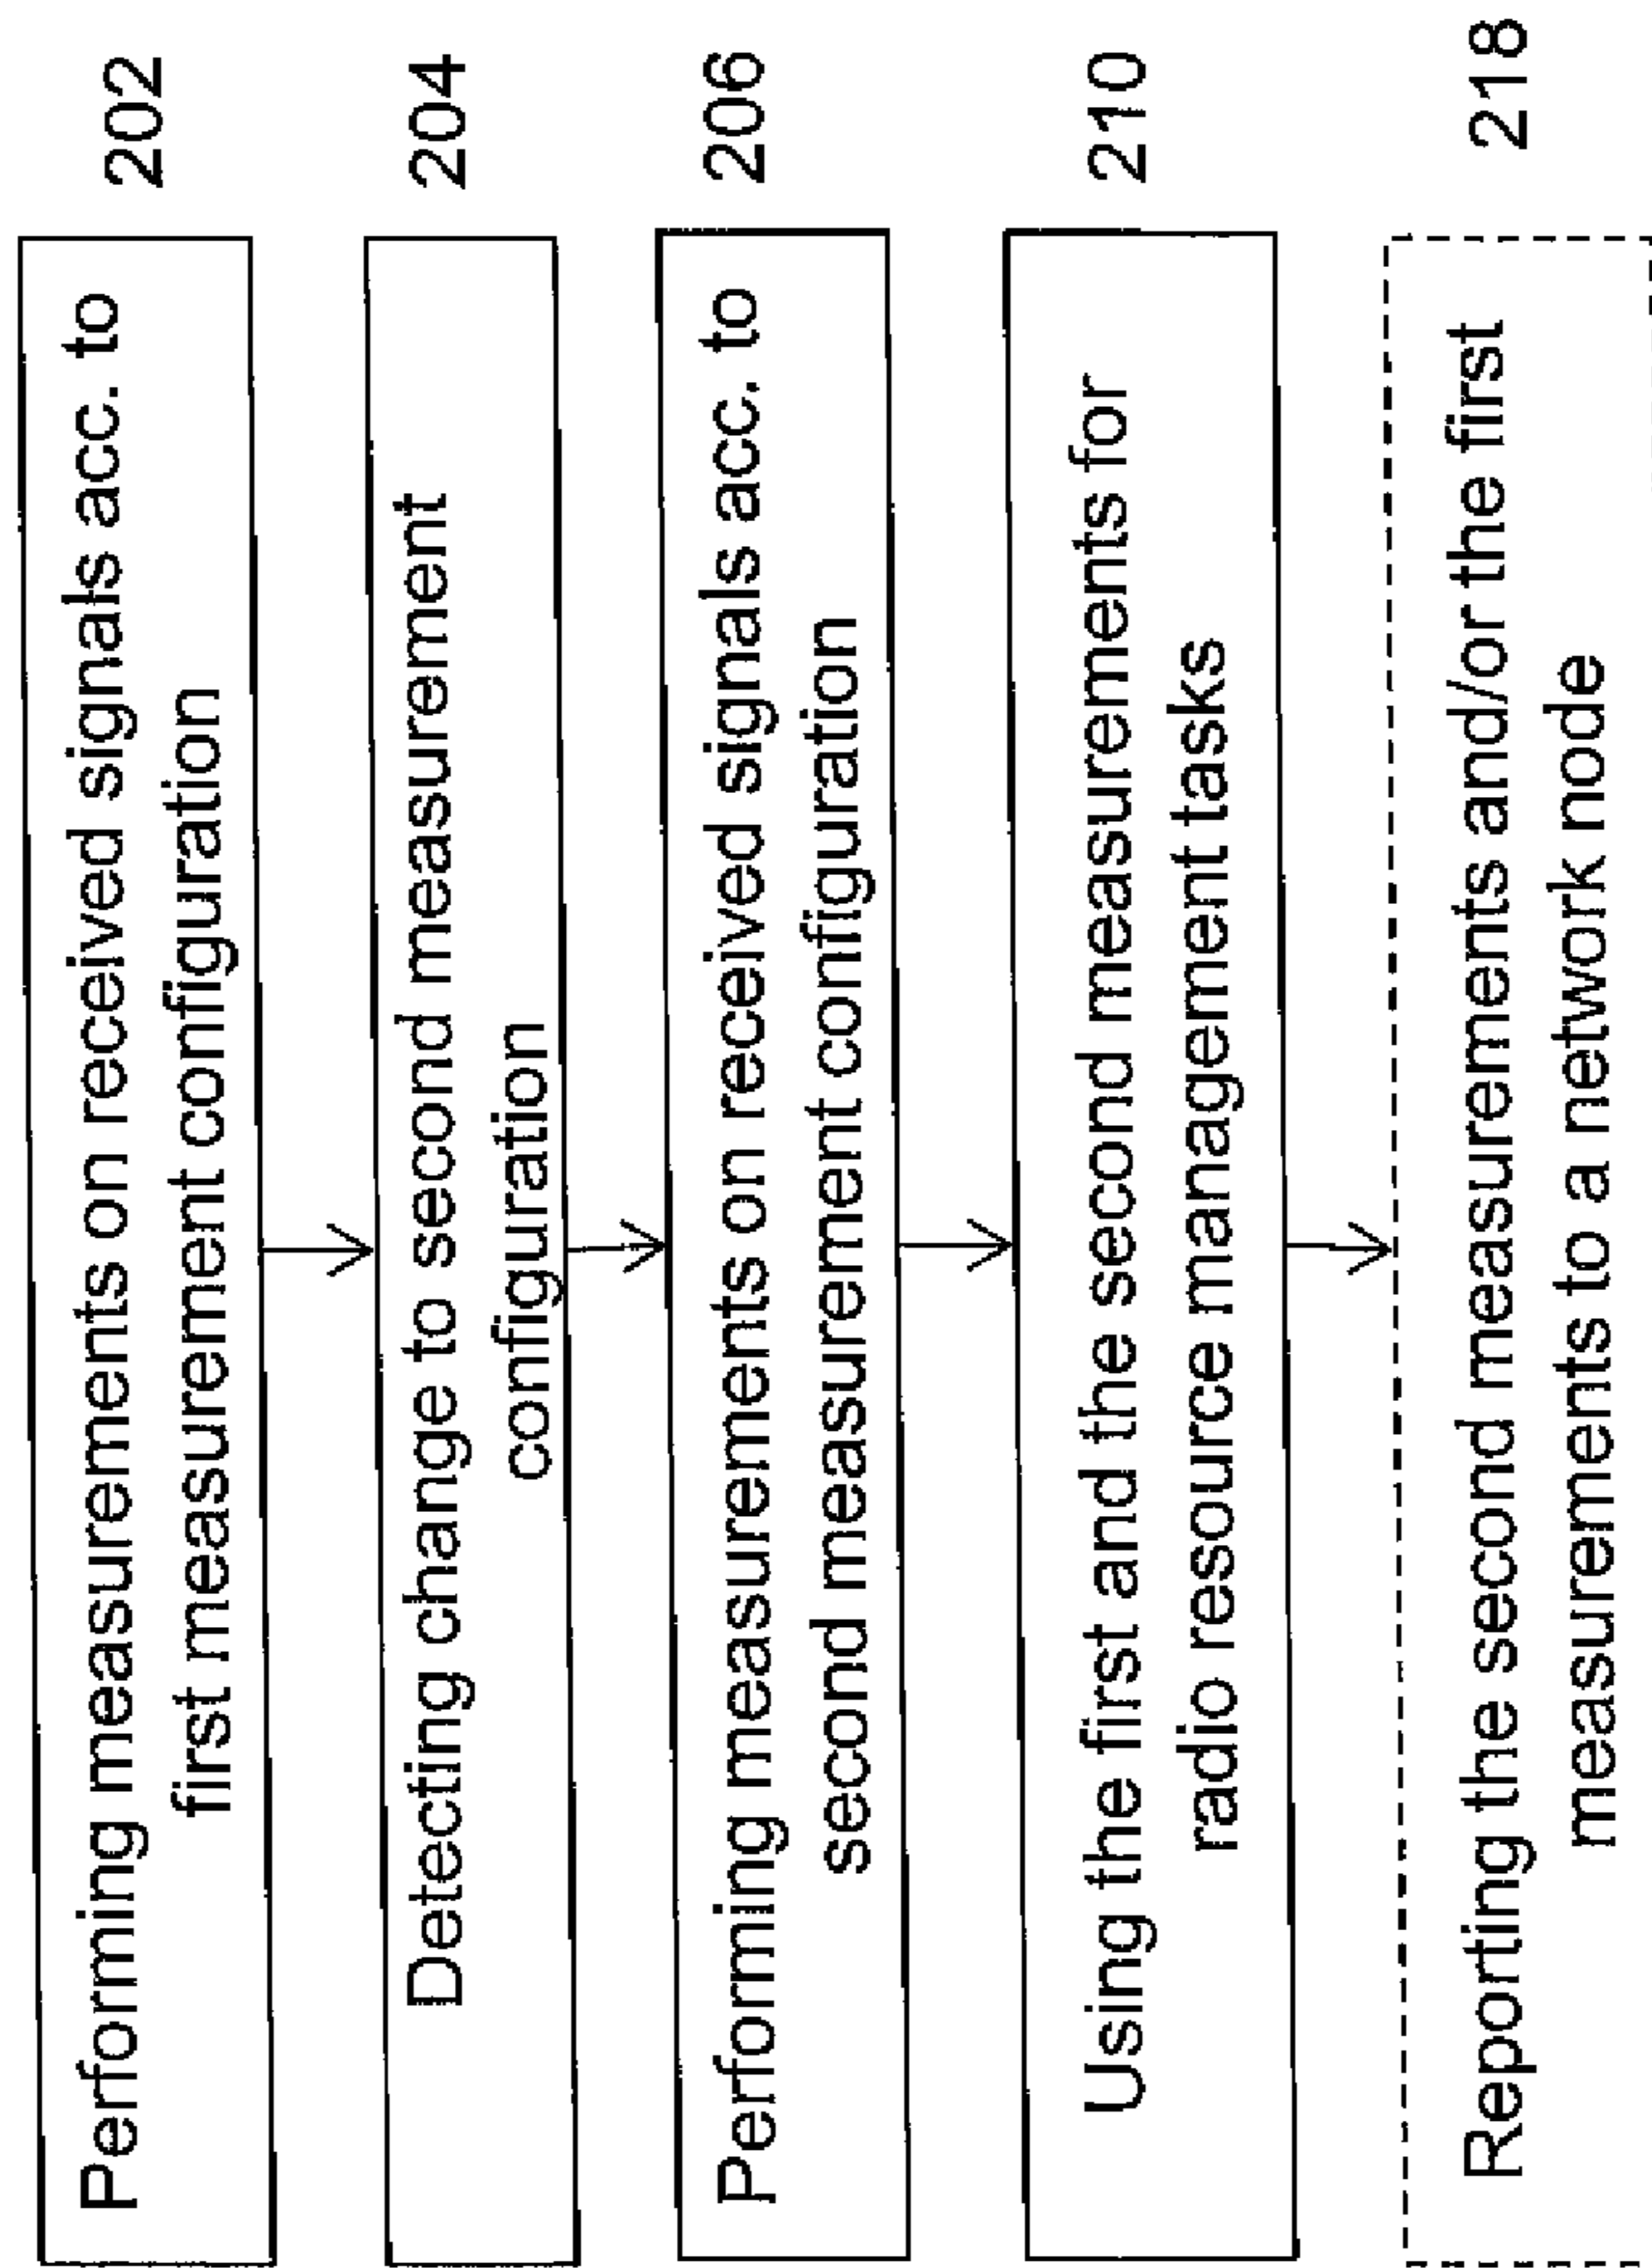 Performing measurements on received signals acc. to
first measurement configuration
202
Detecting change to second measurement
configuration
204
Performing measurements on received signals acc. to
second measurement configuration
206
Using the first and the second measurements for
radio resource management tasks
210
Reporting the second measurements and/or the first
measurements to a network node
218